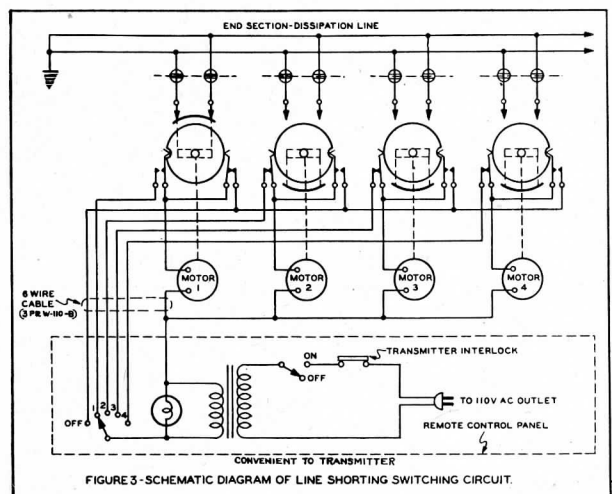 END SECTION-DISSIPATION LINE
MOTOR
1
MOTOR
2
MOTOR
3
MOTOR
4
6 WIRE
CABLE
(3 PR W-110-B)
ON
OFF
TRANSMITTER INTERLOCK
TO 110V AC OUTLET
REMOTE CONTROL PANEL
1
2
3
4
OFF
CONVENIENT TO TRANSMITTER
FIGURE 3-SCHEMATIC DIAGRAM OF LINE SHORTING SWITCHING CIRCUIT.